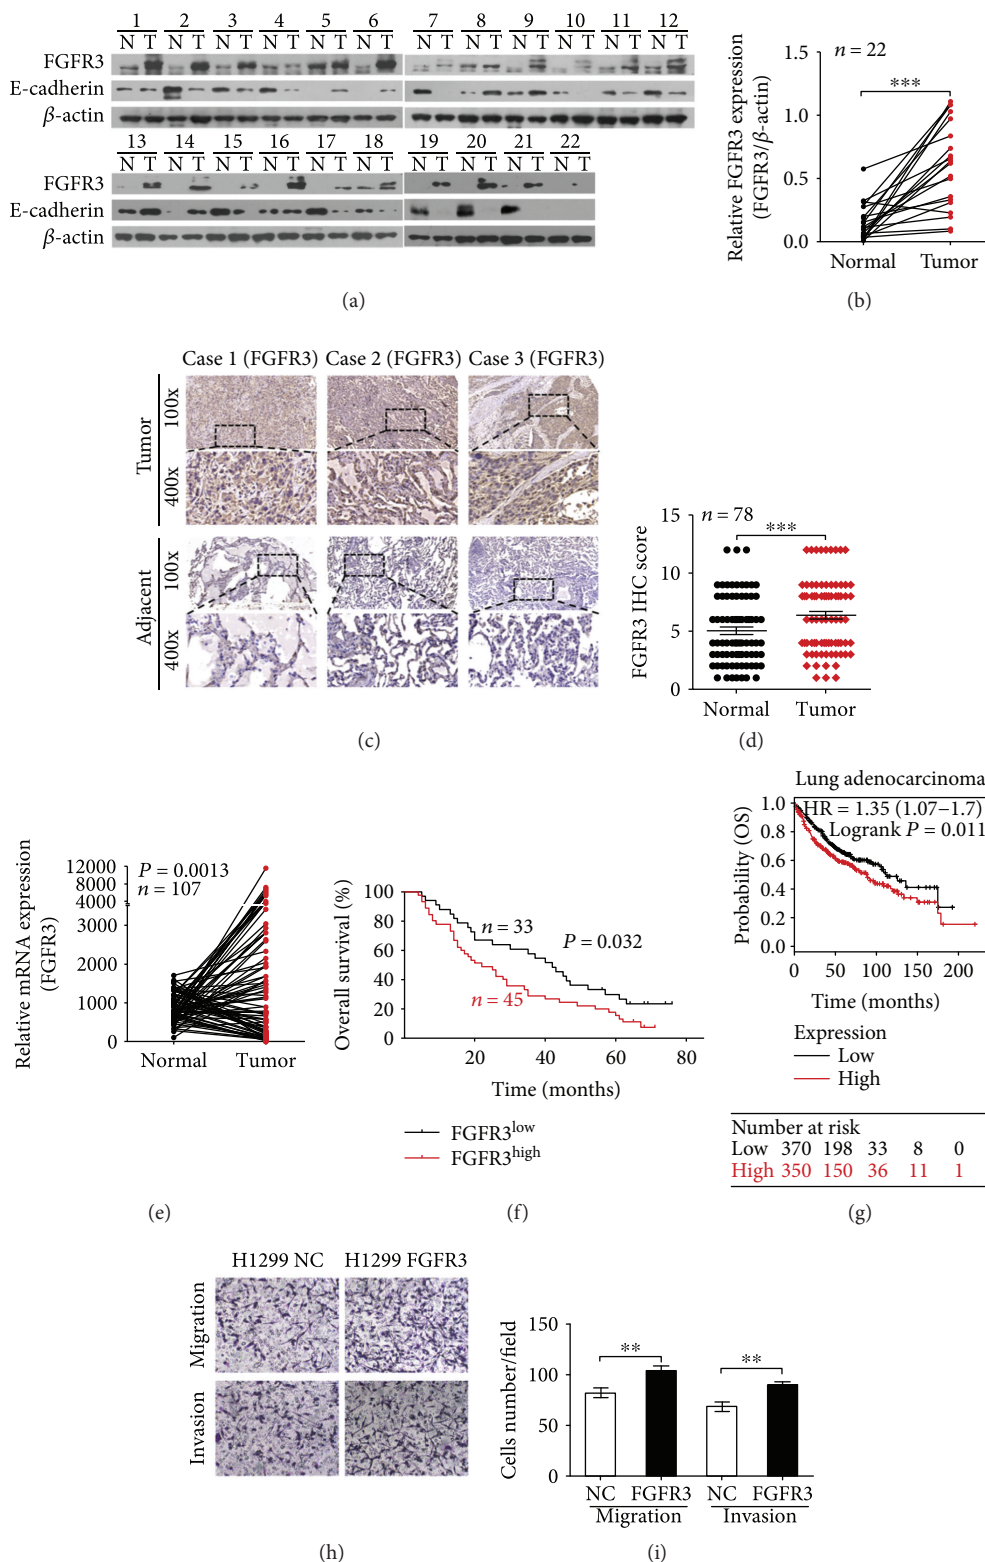 1 2 3 4 5 6 7 8 9 10 11 12
N T N T N T N T N T N T N T N T N T N T N T N T
FGFR3
E-cadherin
β-actin
13 14 15 16 17 18 19 20 21 22
N T N T N T N T N T N T N T N T N T N T
FGFR3
E-cadherin
β-actin
(a)
Relative FGFR3 expression
(FGFR3/β-actin)
n = 22
***
1.5
1.0
0.5
0.0
Normal Tumor
(b)
Case 1 (FGFR3) Case 2 (FGFR3) Case 3 (FGFR3)
Tumor
100x
400x
Adjacent
100x
400x
(c)
FGFR3 IHC score
n = 78
***
15
10
5
0
Normal Tumor
(d)
Relative mRNA expression
(FGFR3)
P = 0.0013
n = 107
12000
8000
4000
3000
2000
1000
0
Normal Tumor
(e)
Overall survival (%)
100
80
60
40
20
0
n = 33
P = 0.032
n = 45
20 40 60 80
Time (months)
FGFR3low
FGFR3high
(f)
Lung adenocarcinoma
HR = 1.35 (1.07−1.7)
Logrank P = 0.011
Probability (OS)
1.0
0.8
0.6
0.4
0.2
0.0
0 50 100 150 200
Time (months)
Expression
Low
High
Number at risk
Low 370 198 33 8 0
High 350 150 36 11 1
(g)
H1299 NC H1299 FGFR3
Migration
Invasion
(h)
Cells number/field
150
100
50
0
** **
NC FGFR3 NC FGFR3
Migration Invasion
(i)